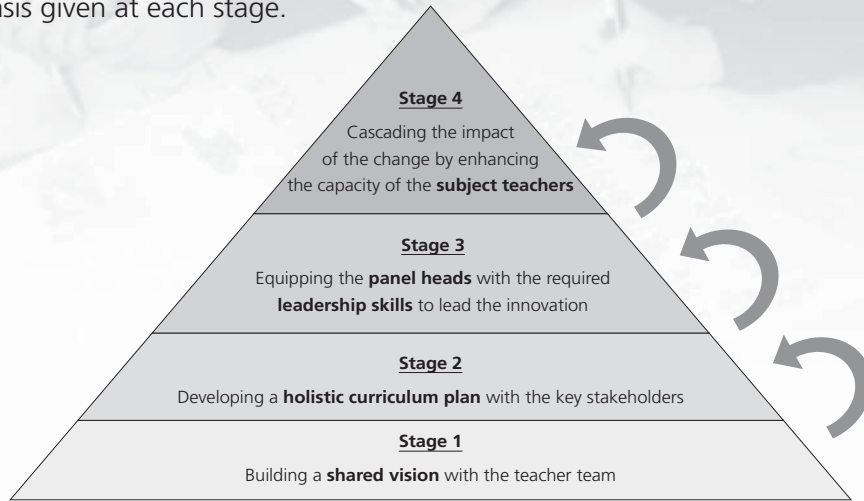 given at each stage.
Stage 4
Cascading the impact
of the change by enhancing
the capacity of the subject teachers
Stage 3
Equipping the panel heads with the required
leadership skills to lead the innovation
Stage 2
Developing a holistic curriculum plan with the key stakeholders
Stage 1
Building a shared vision with the teacher team